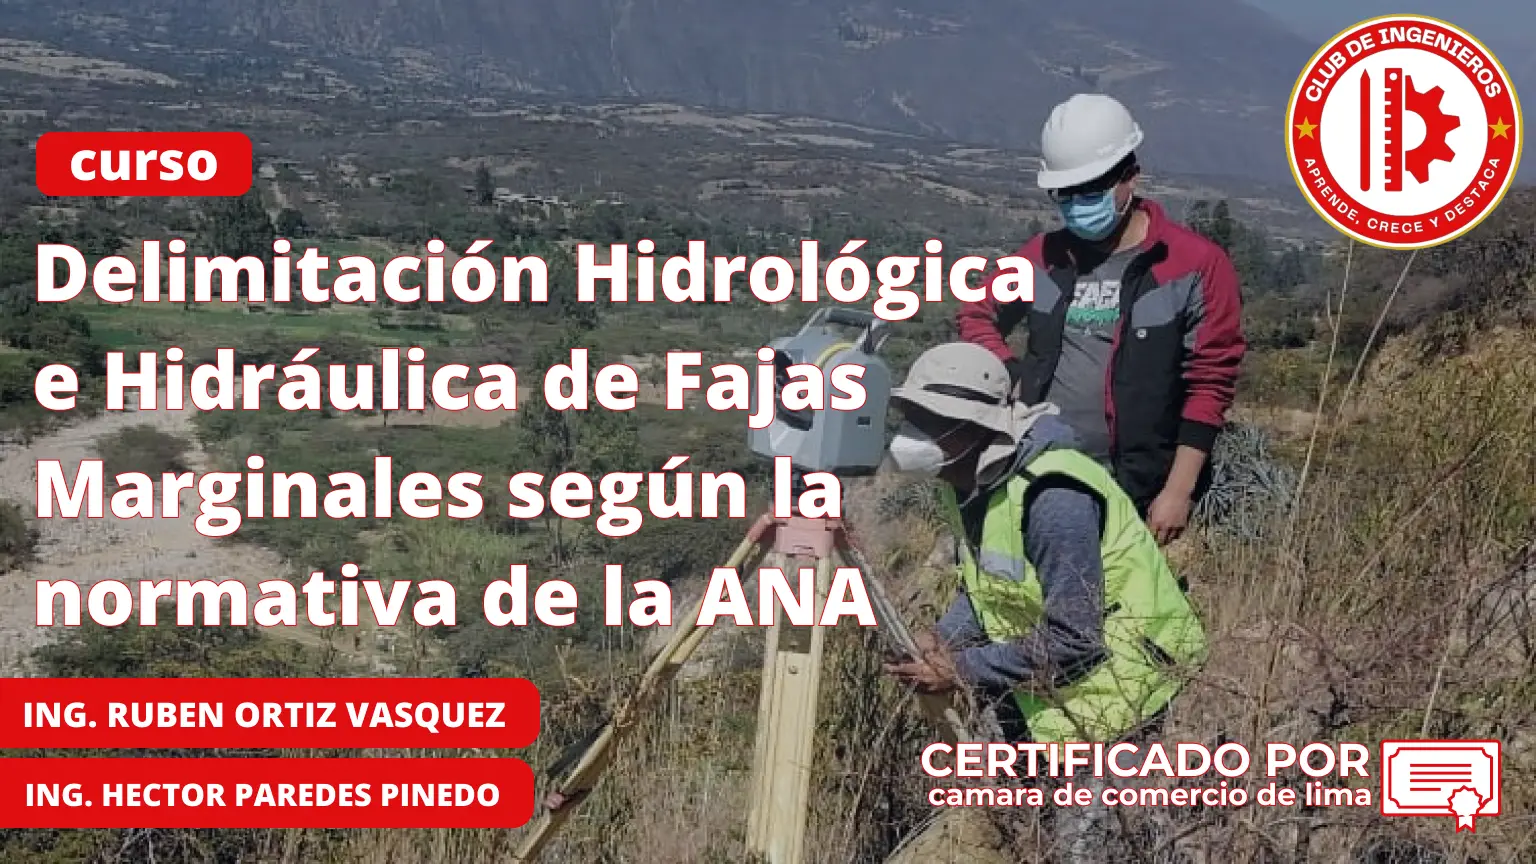 CLUB DE INGENIEROS
APRENDE, CRECE Y DESTACA
curso
Delimitación Hidrológica
e Hidráulica de Fajas
Marginales según la
normativa de la ANA
ING. RUBEN ORTIZ VASQUEZ
ING. HECTOR PAREDES PINEDO
CERTIFICADO POR
camara de comercio de lima